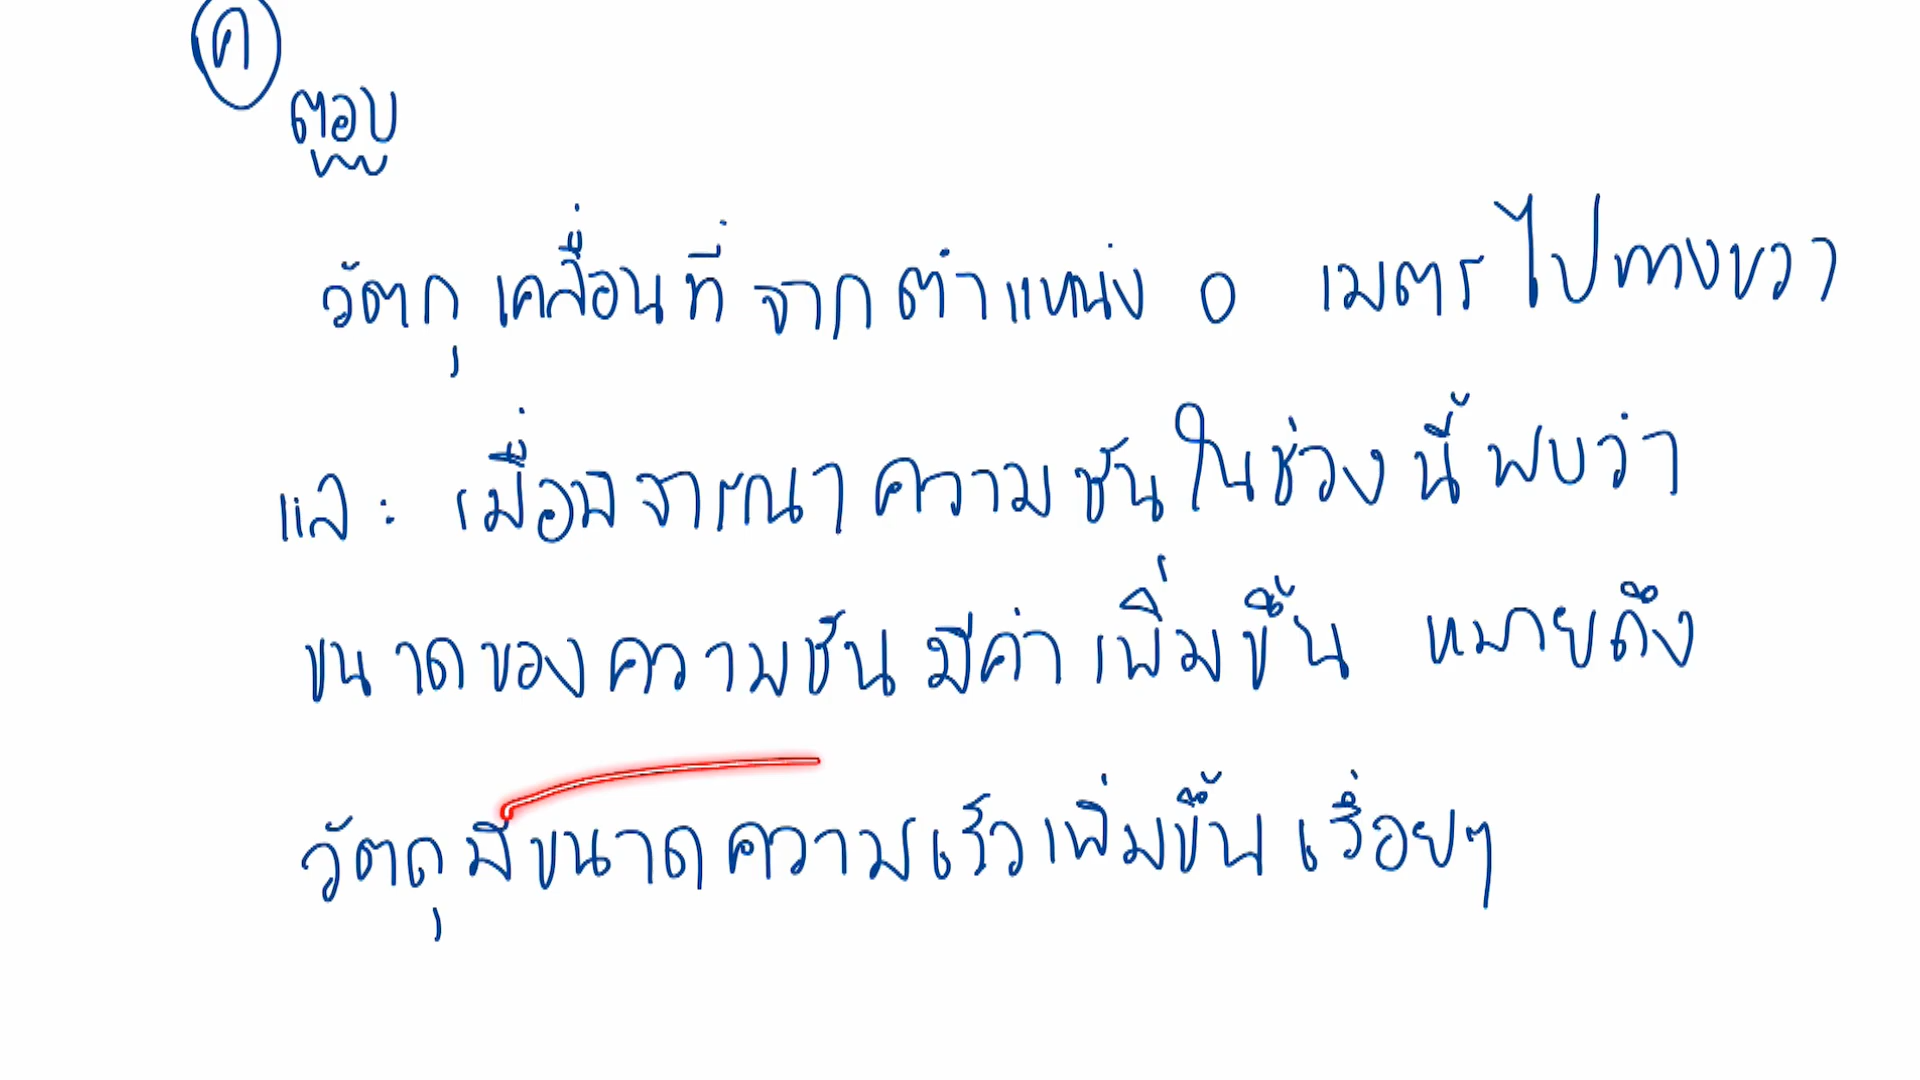 ค
ตอบ
วัตถุเคลื่อนที่จากตำแหน่ง 0 เมตรไปทางขวา
และ เมื่อพิจารณาความชันในช่วงนี้พบว่า
ขนาดของความชันมีค่าเพิ่มขึ้น หมายถึง
วัตถุมีขนาดความเร็วเพิ่มขึ้นเรื่อยๆ